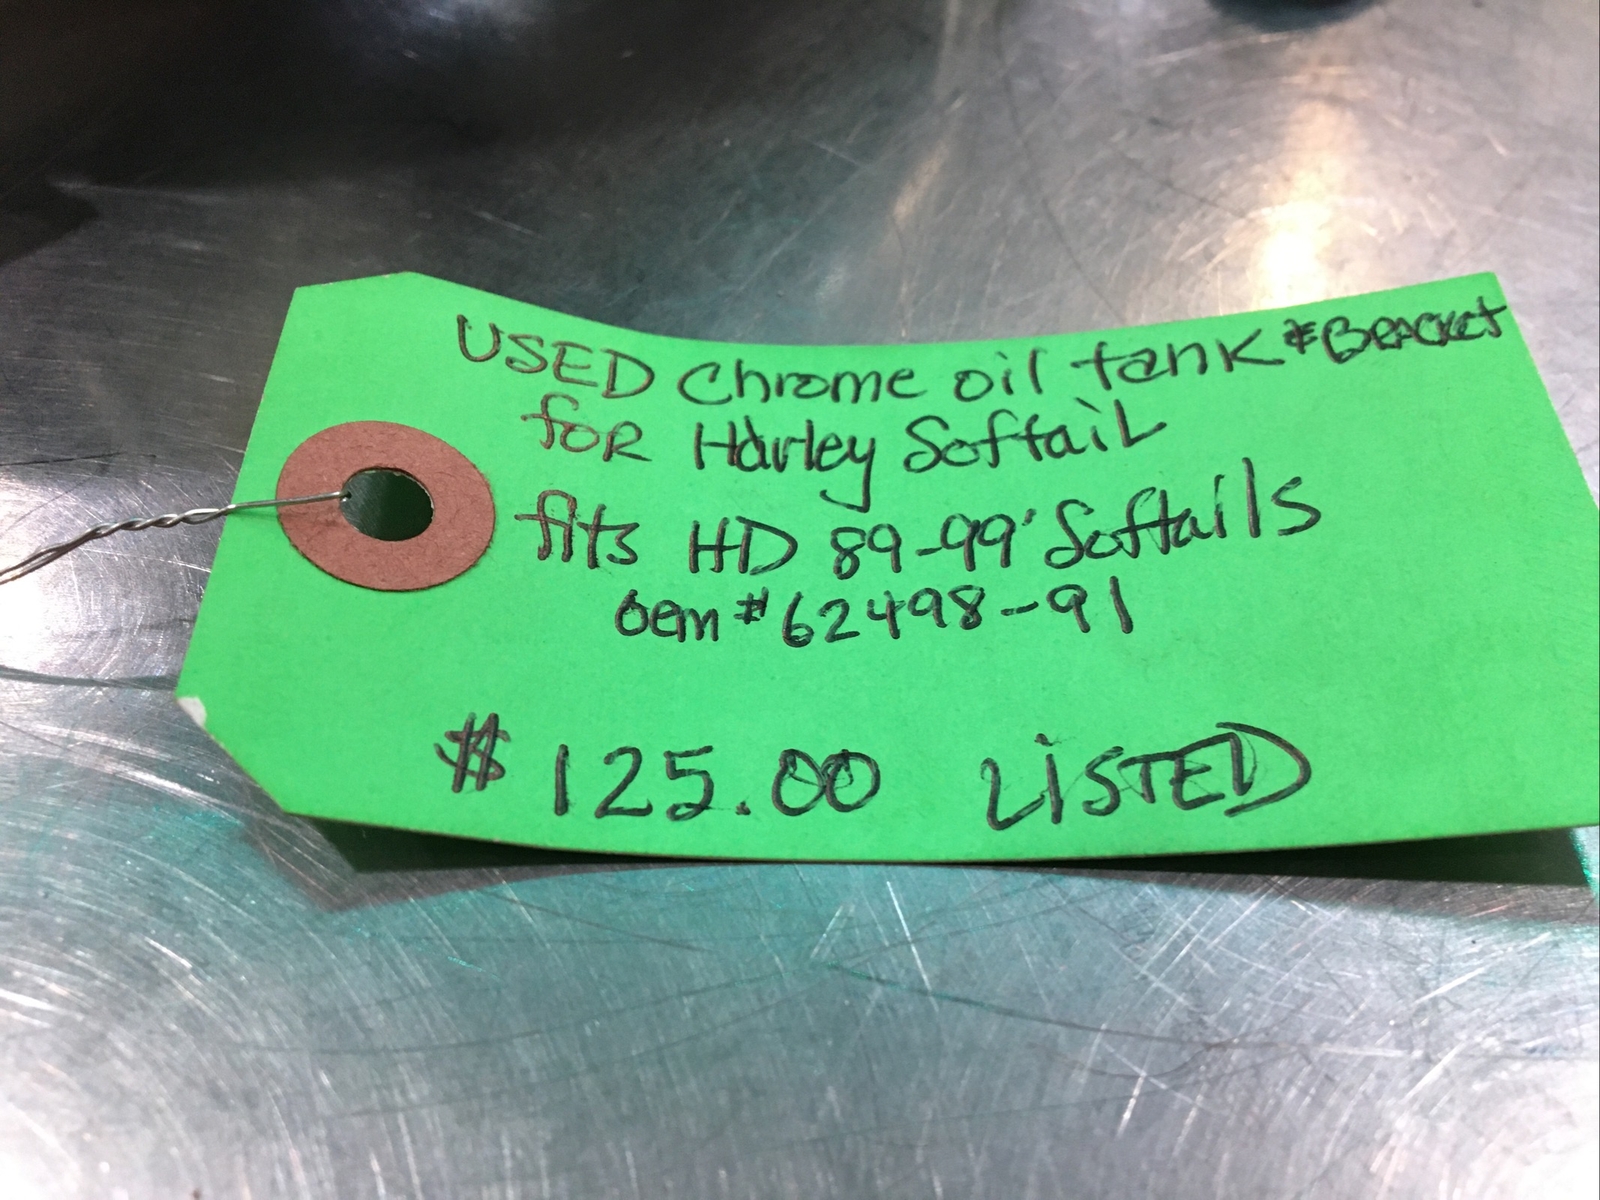 USED Chrome oil tank & BRACKET
foR Harley SoftaiL
fits HD 89-99' Softails
oem # 62498-91
$ 125.00 LiSTED